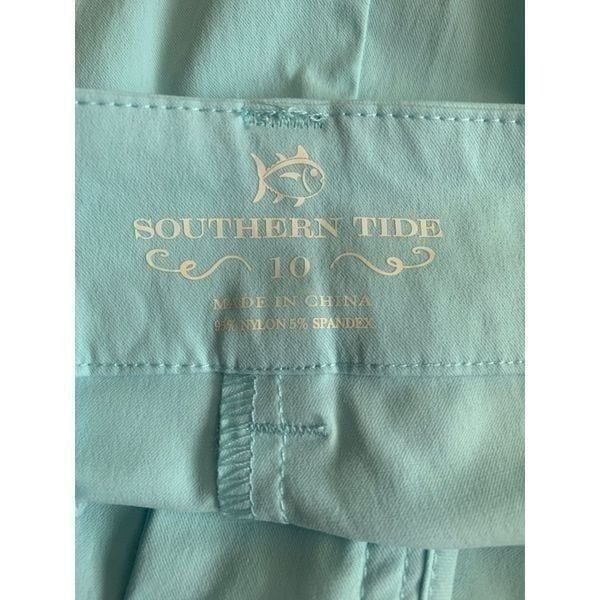 SOUTHERN TIDE
10
MADE IN CHINA
95% NYLON 5% SPANDEX